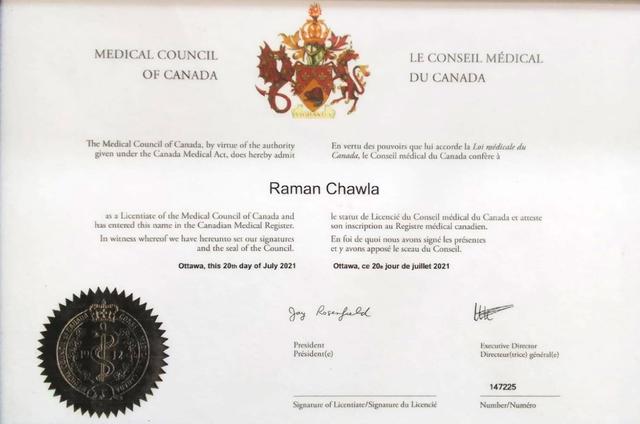 MEDICAL COUNCIL
OF CANADA
LE CONSEIL MÉDICAL
DU CANADA
The Medical Council of Canada, by virtue of the authority
given under the Canada Medical Act, does hereby admit
En vertu des pouvoirs que lui accorde la Loi médicale du
Canada, le Conseil médical du Canada confère à
Raman Chawla
as a Licentiate of the Medical Council of Canada and
has entered this name in the Canadian Medical Register.
In witness whereof we have hereunto set our signatures
and the seal of the Council.
le statut de Licencié du Conseil médical du Canada et atteste
son inscription au Registre médical canadien.
En foi de quoi nous avons signé les présentes
et y avons apposé le sceau du Conseil.
Ottawa, this 20th day of July 2021
Ottawa, ce 20e jour de juillet 2021
Jay Rosenfield
President
Président(e)
Executive Director
Directeur(trice) général(e)
147225
Signature of Licentiate/Signature du Licencié
Number/Numéro
1912